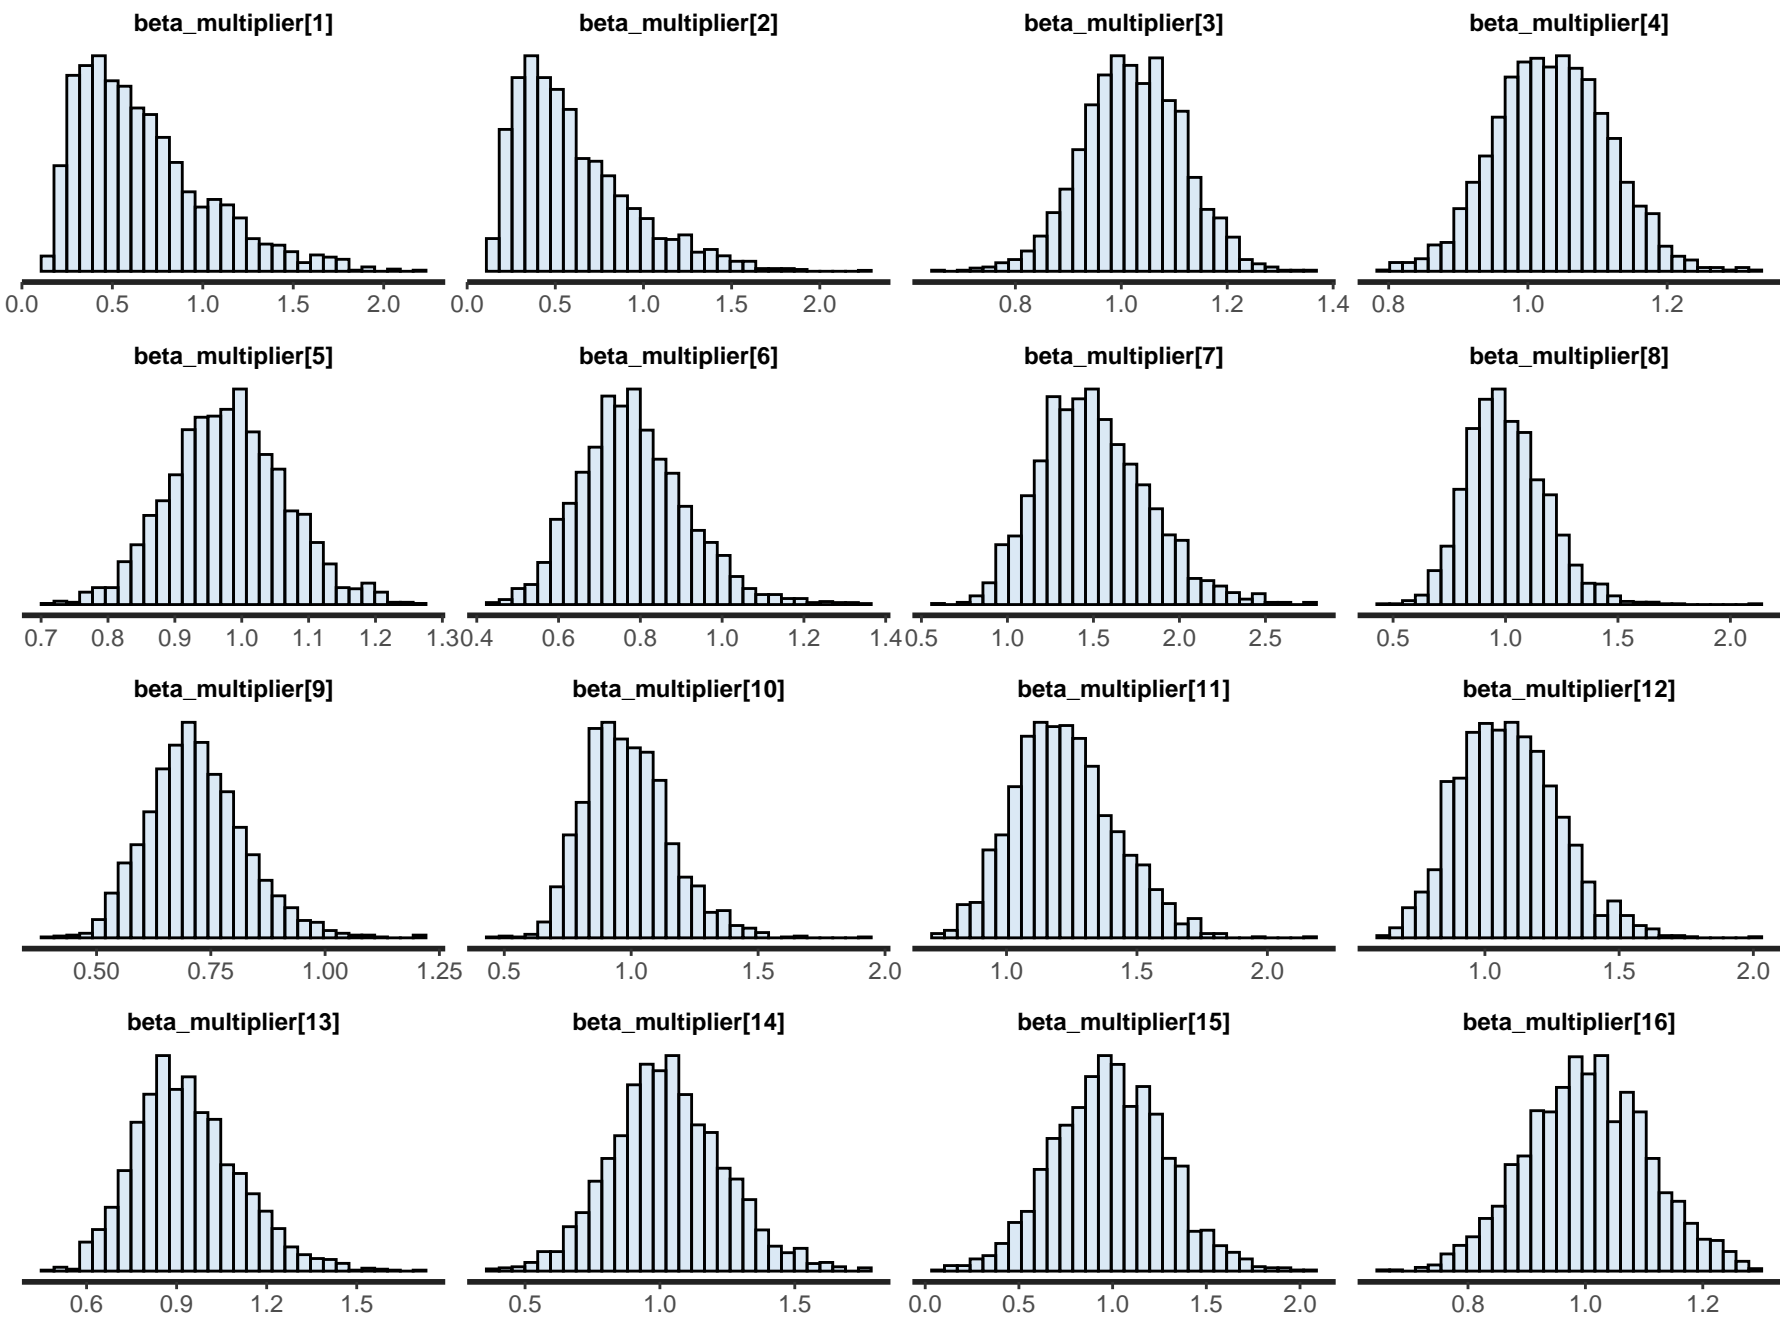 beta_multiplier[1] beta_multiplier[2] beta_multiplier[3] beta_multiplier[4]
0.0 0.5 1.0 1.5 2.0 0.0 0.5 1.0 1.5 2.0 0.8 1.0 1.2 1.4 0.8 1.0 1.2
beta_multiplier[5] beta_multiplier[6] beta_multiplier[7] beta_multiplier[8]
0.7 0.8 0.9 1.0 1.1 1.2 1.3 0.4 0.6 0.8 1.0 1.2 1.4 0.5 1.0 1.5 2.0 2.5 0.5 1.0 1.5 2.0
beta_multiplier[9] beta_multiplier[10] beta_multiplier[11] beta_multiplier[12]
0.50 0.75 1.00 1.25 0.5 1.0 1.5 2.0 1.0 1.5 2.0 1.0 1.5 2.0
beta_multiplier[13] beta_multiplier[14] beta_multiplier[15] beta_multiplier[16]
0.6 0.9 1.2 1.5 0.5 1.0 1.5 0.0 0.5 1.0 1.5 2.0 0.8 1.0 1.2